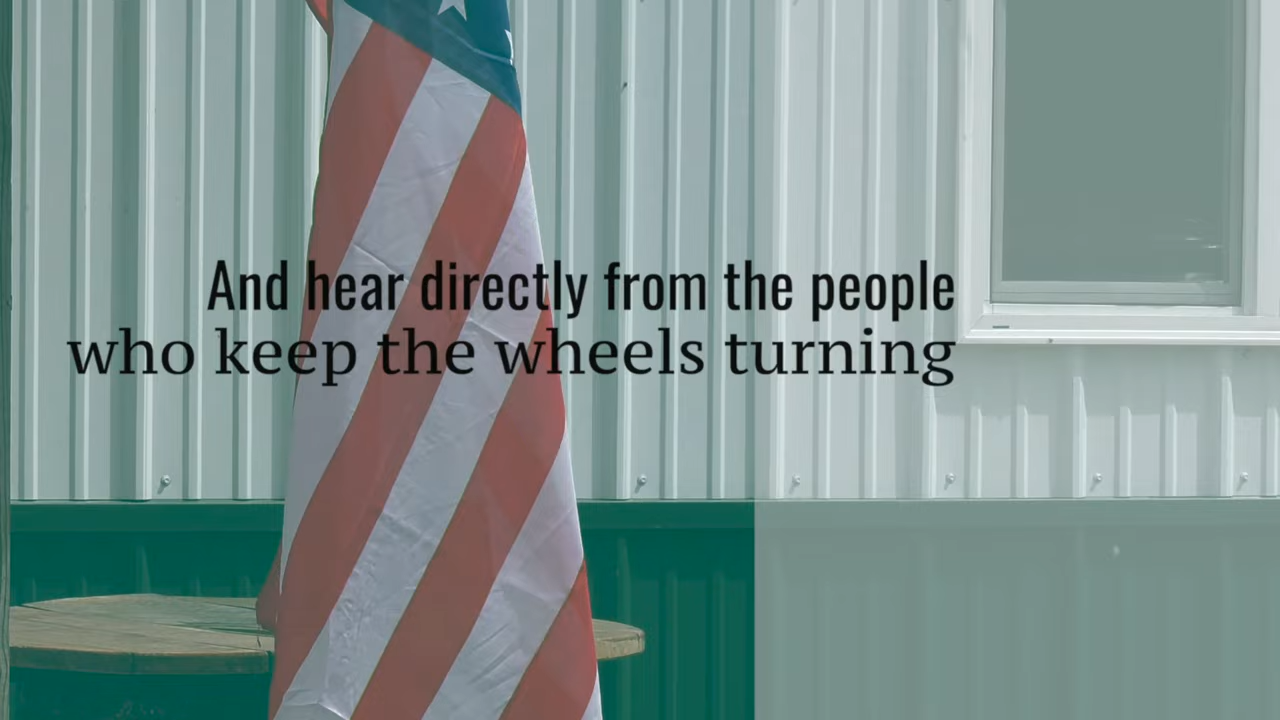 And hear directly from the people
who keep the wheels turning